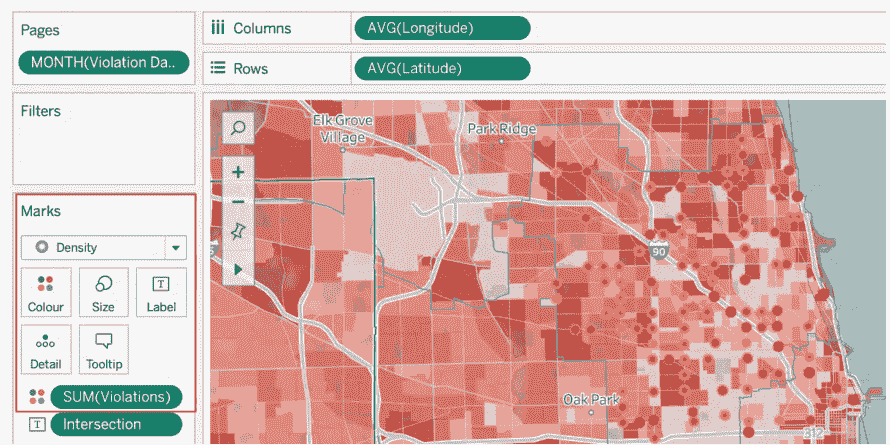 Pages
MONTH(Violation Da..
Columns
AVG(Longitude)
Rows
AVG(Latitude)
Filters
Marks
Density
Colour
Size
T
Label
Detail
Tooltip
SUM(Violations)
T
Intersection
Elk Grove
Village
Park Ridge
90
Oak Park
312